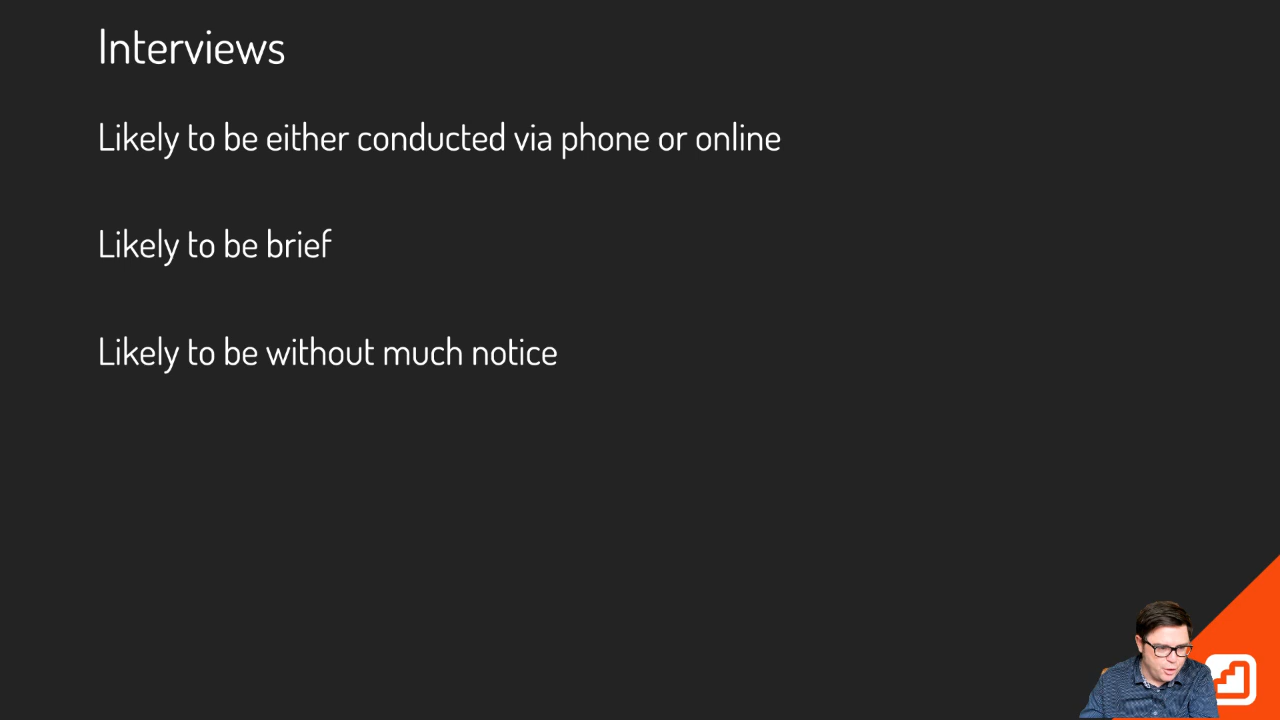 Interviews
Likely to be either conducted via phone or online
Likely to be brief
Likely to be without much notice